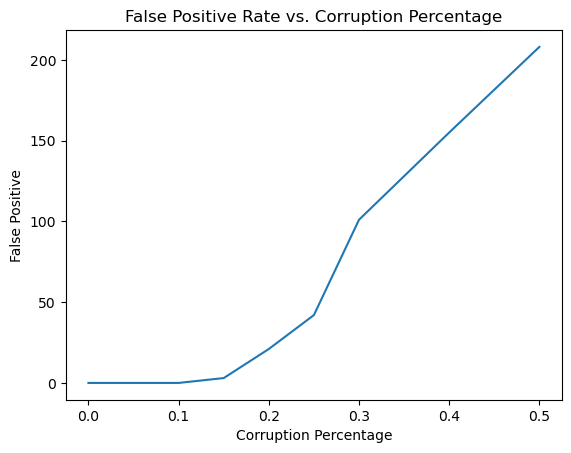 False Positive Rate vs. Corruption Percentage
200
150
100
50
0
False Positive
0.0 0.1 0.2 0.3 0.4 0.5
Corruption Percentage